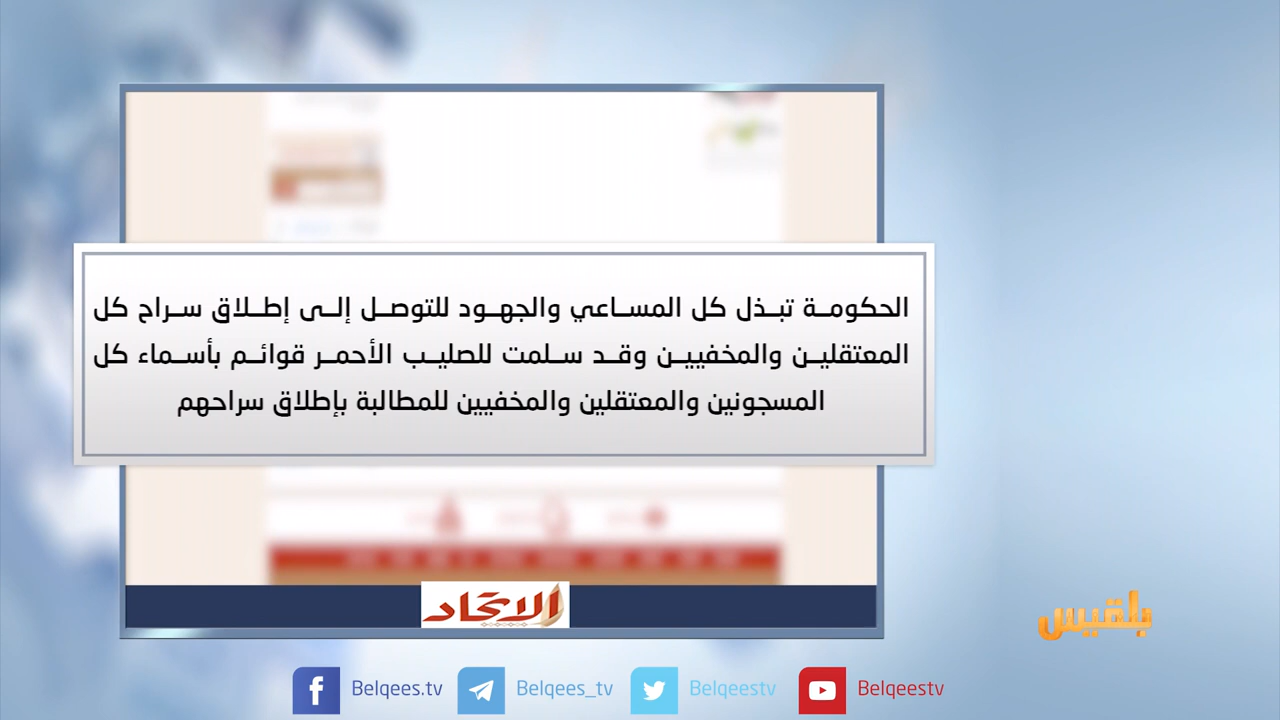 الحكومة تبذل كل المساعي والجهود للتوصل إلى إطلاق سراح كل
المعتقلين والمخفيين وقد سلمت للصليب الأحمر قوائم بأسماء كل
المسجونين والمعتقلين والمخفيين للمطالبة بإطلاق سراحهم
الاتحاد
بلقيس
Belqees.tv Belqees_tv Belqeestv Belqeestv